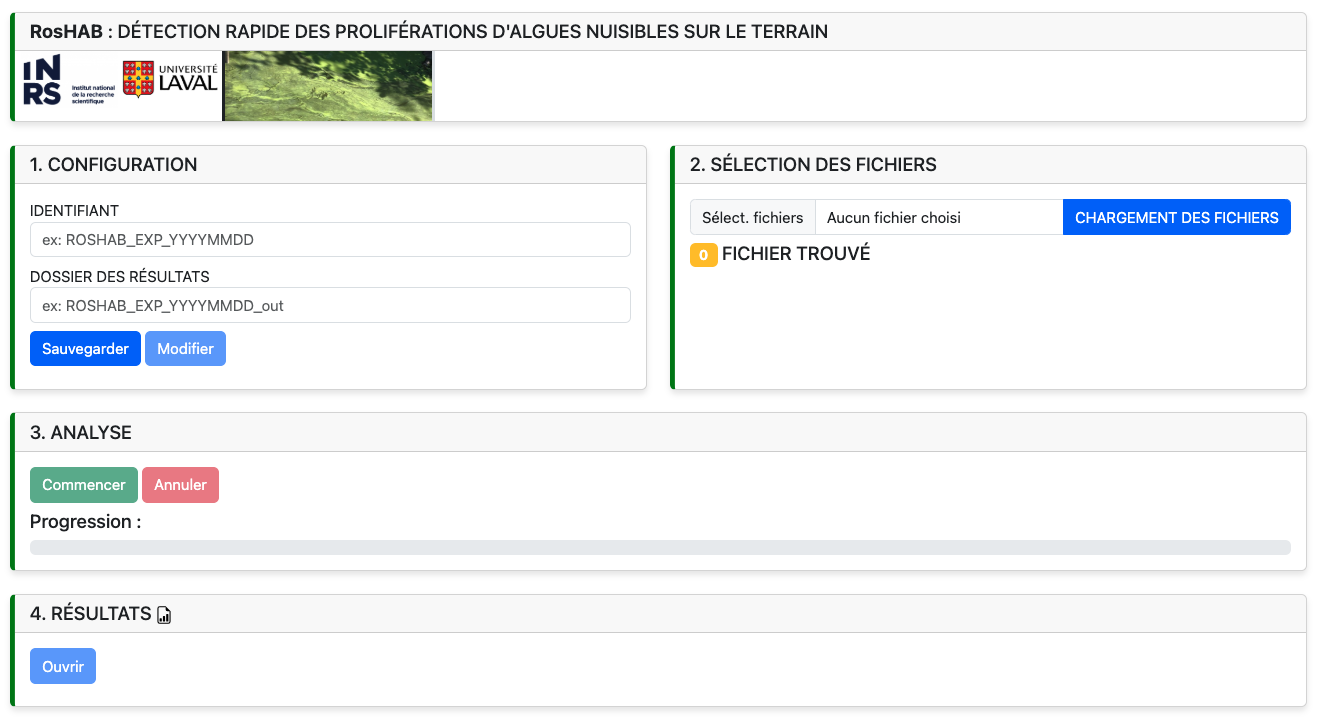 RosHAB : DÉTECTION RAPIDE DES PROLIFÉRATIONS D'ALGUES NUISIBLES SUR LE TERRAIN
INRS
Institut national
de la recherche
scientifique
UNIVERSITÉ
LAVAL
1. CONFIGURATION
IDENTIFIANT
ex: ROSHAB_EXP_YYYYMMDD
DOSSIER DES RÉSULTATS
ex: ROSHAB_EXP_YYYYMMDD_out
Sauvegarder Modifier
2. SÉLECTION DES FICHIERS
Sélect. fichiers Aucun fichier choisi CHARGEMENT DES FICHIERS
0 FICHIER TROUVÉ
3. ANALYSE
Commencer Annuler
Progression :
4. RÉSULTATS
Ouvrir